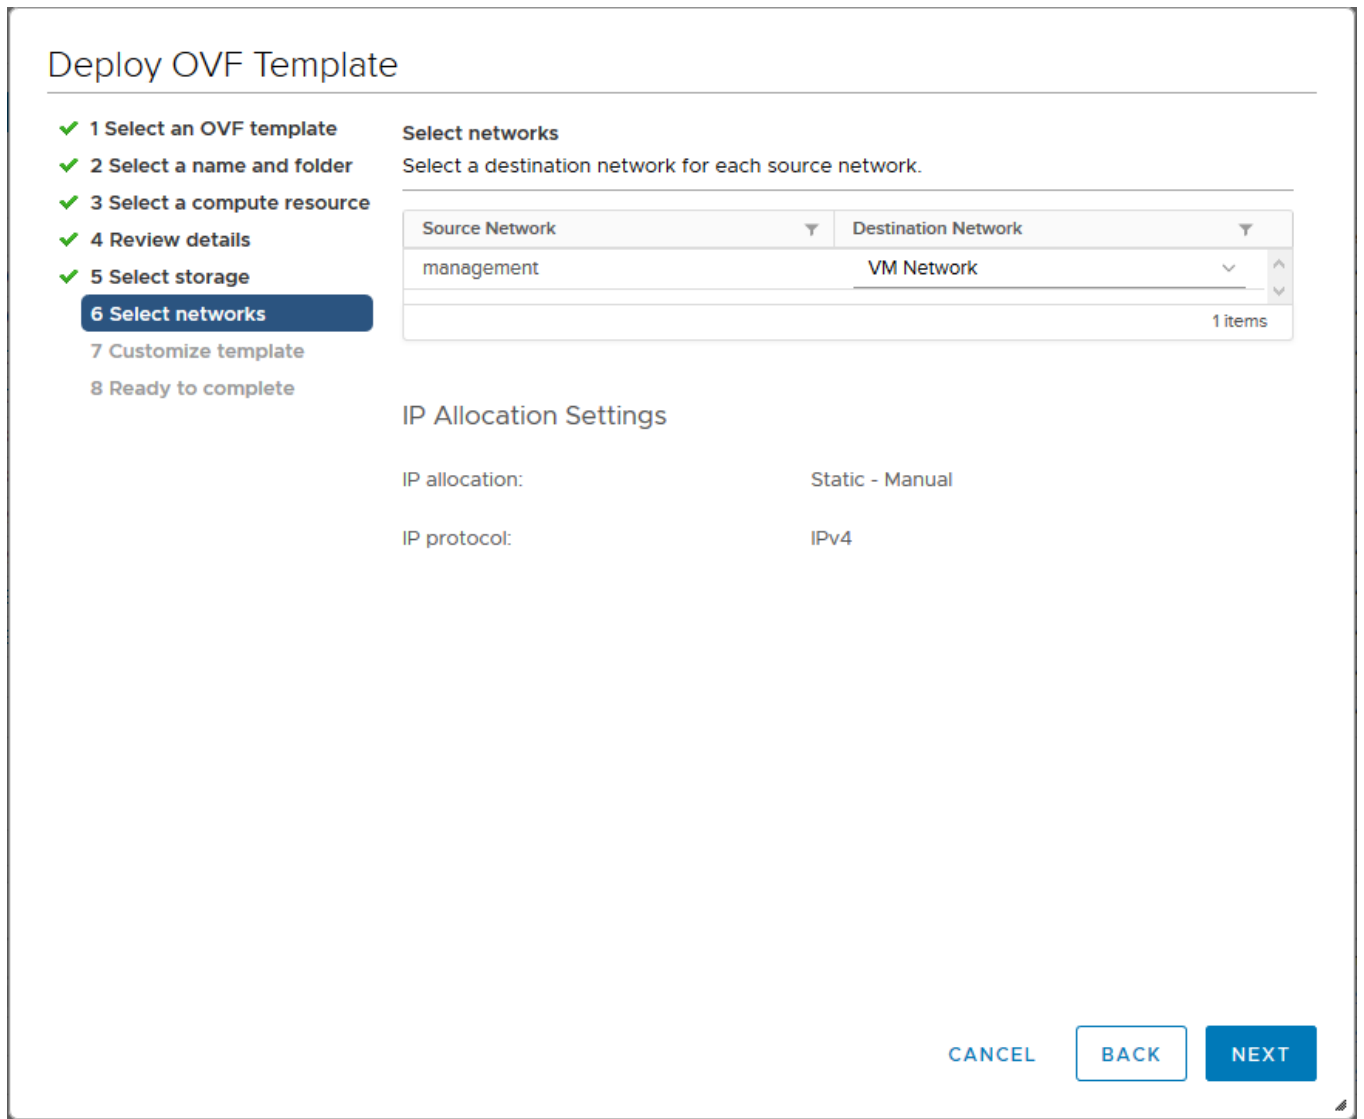 Deploy OVF Template
1 Select an OVF template
2 Select a name and folder
3 Select a compute resource
4 Review details
5 Select storage
6 Select networks
7 Customize template
8 Ready to complete
Select networks
Select a destination network for each source network.
Source Network Destination Network
management VM Network
1 items
IP Allocation Settings
IP allocation: Static - Manual
IP protocol: IPv4
CANCEL BACK NEXT